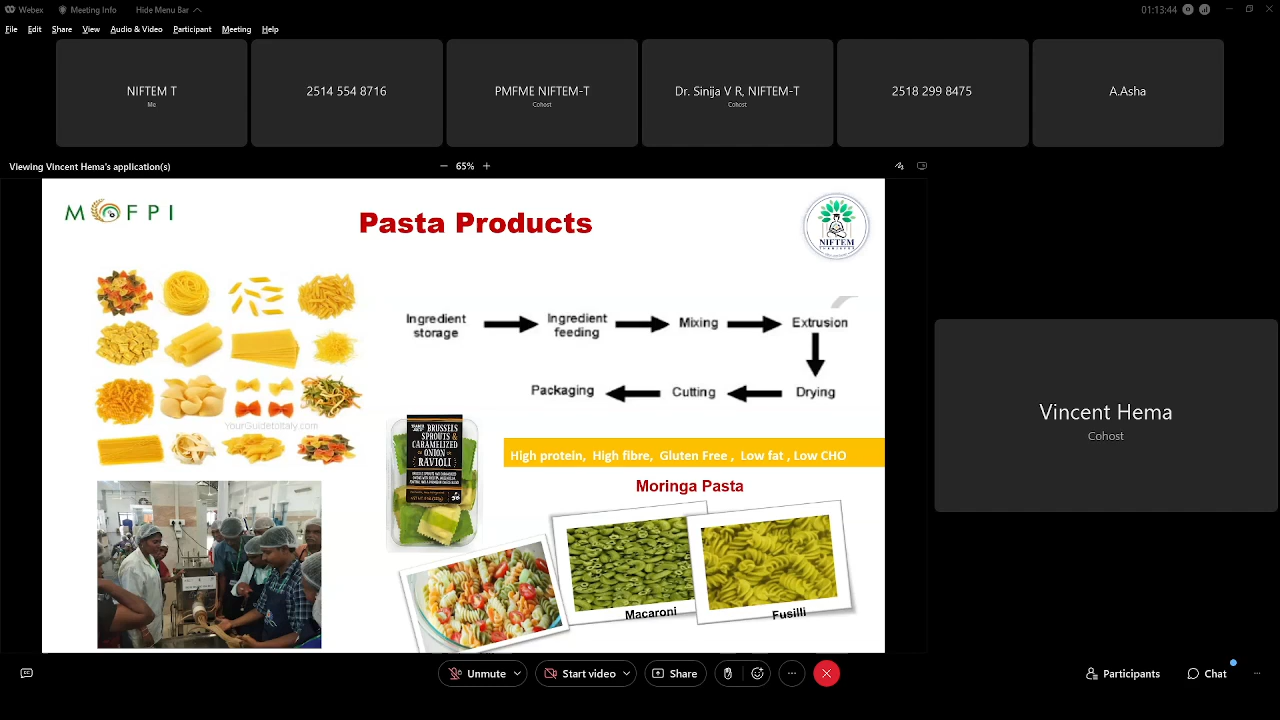 Webex
Meeting Info
Hide Menu Bar
01:13:44
File Edit Share View Audio & Video Participant Meeting Help
NIFTEM T
Me
2514 554 8716
PMFME NIFTEM-T
Cohost
Dr. Sinija V R, NIFTEM-T
Cohost
2518 299 8475
A.Asha
Viewing Vincent Hema's application(s)
65%
MOFPI
Pasta Products
NIFTEM
Ingredient storage
Ingredient feeding
Mixing
Extrusion
Drying
Cutting
Packaging
YourGuidetoItaly.com
BRUSSELS
SPROUTS &
CARAMELIZED
ONION
RAVIOLI
High protein, High fibre, Gluten Free , Low fat , Low CHO
Moringa Pasta
Macaroni
Fusilli
Vincent Hema
Cohost
Unmute
Start video
Share
Participants
Chat